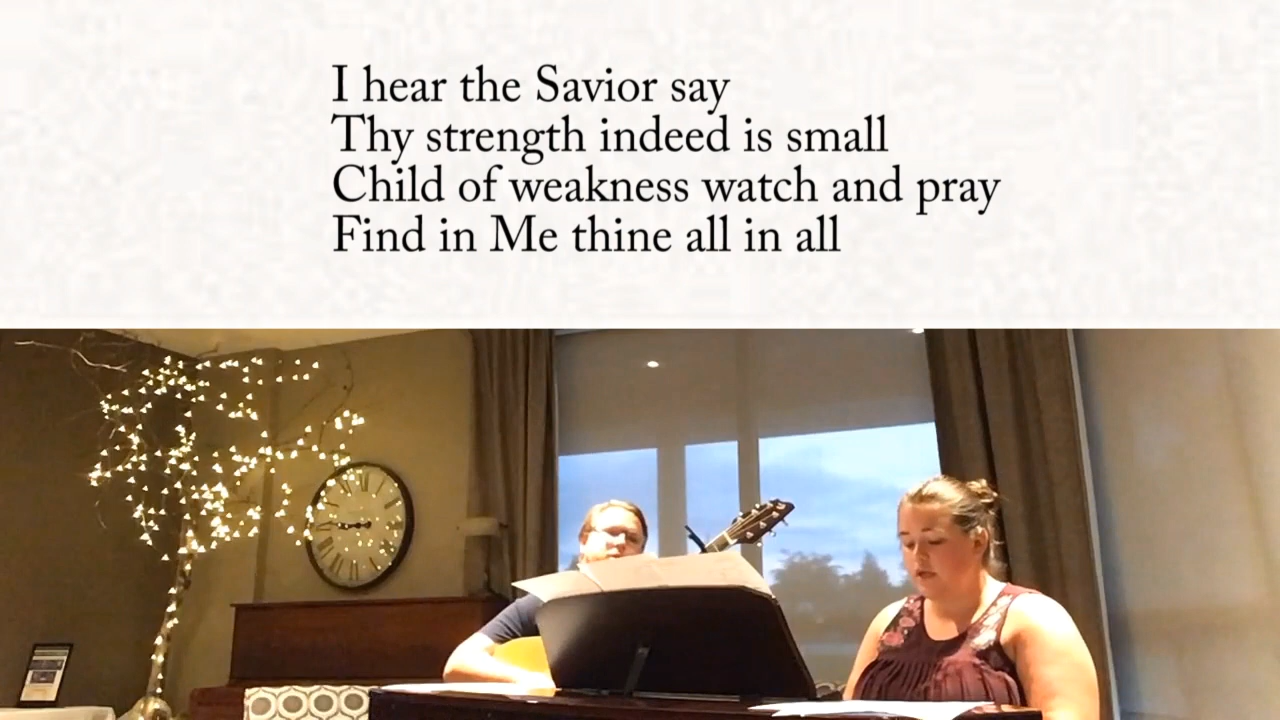 I hear the Savior say
Thy strength indeed is small
Child of weakness watch and pray
Find in Me thine all in all